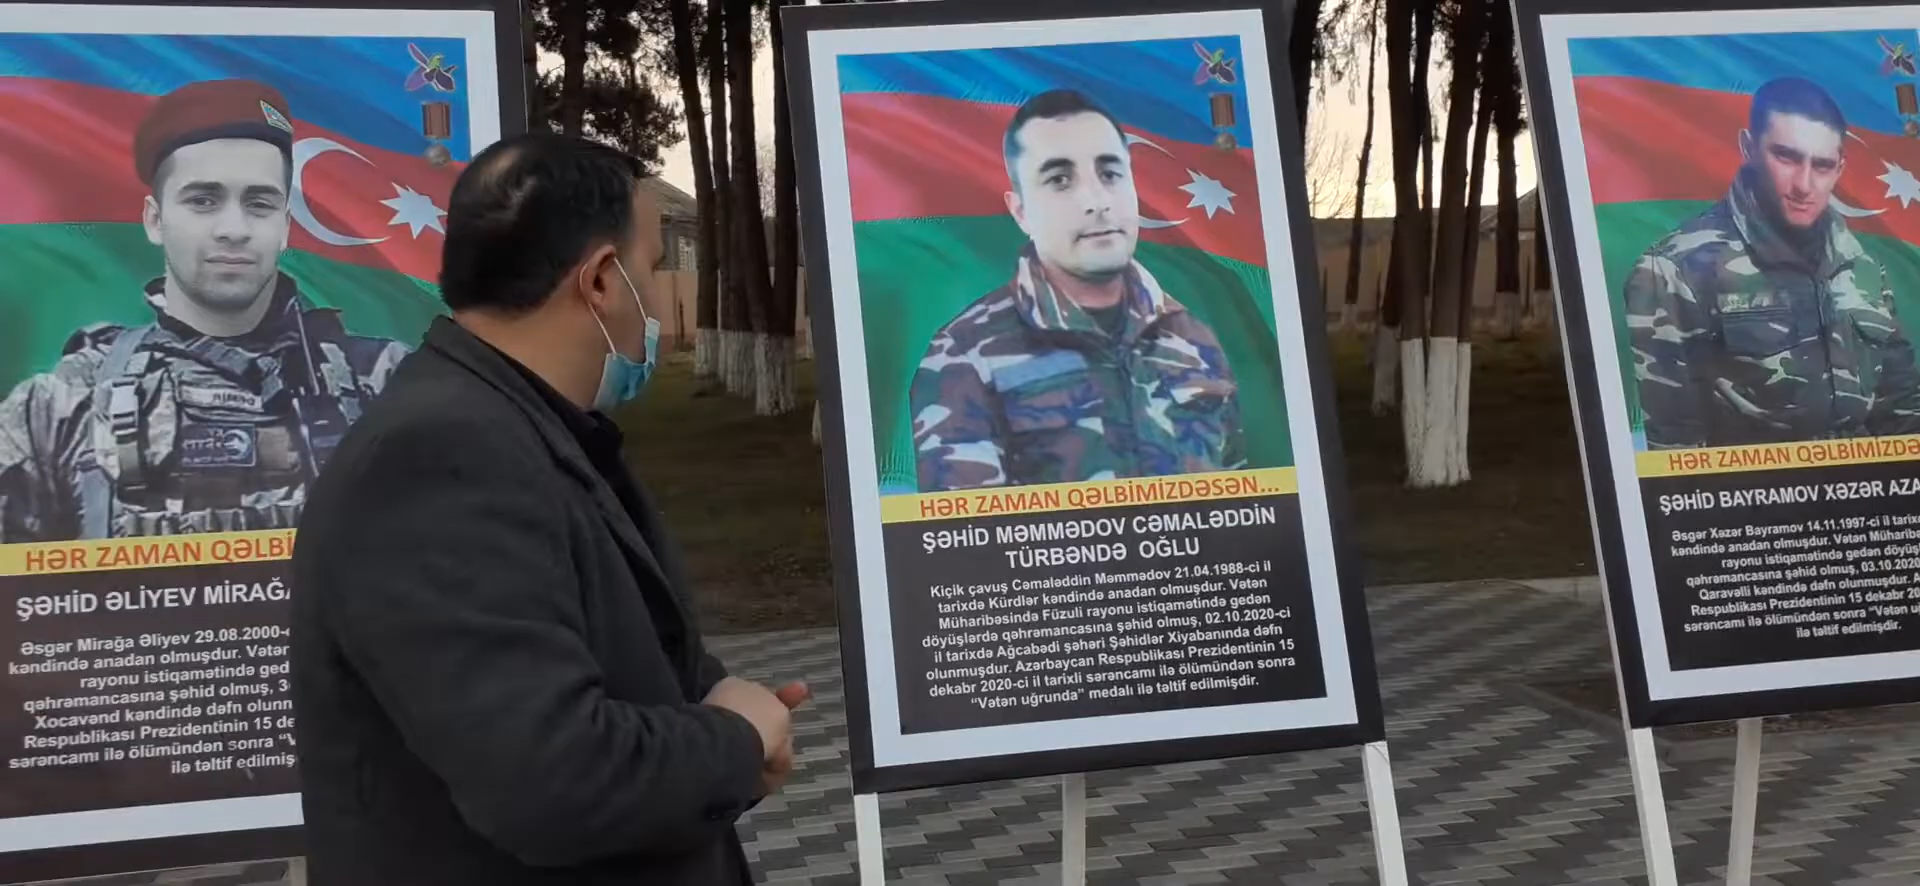 HƏR ZAMAN QƏLBİ
ŞƏHİD ƏLİYEV MİRAĞA
Əsgər Mirağa Əliyev 29.08.2000-
kəndində anadan olmuşdur. Vətən
rayonu istiqamətində ged
qəhrəmancasına şəhid olmuş, 3
Xocavənd kəndində dəfn olunm
Respublikası Prezidentinin 15 de
sərəncamı ilə ölümündən sonra “V
ilə təltif edilmiş
HƏR ZAMAN QƏLBİMİZDƏSƏN...
ŞƏHİD MƏMMƏDOV CƏMALƏDDİN
TÜRBƏNDƏ OĞLU
Kiçik çavuş Cəmaləddin Məmmədov 21.04.1988-ci il
tarixdə Kürdlər kəndində anadan olmuşdur. Vətən
Müharibəsində Füzuli rayonu istiqamətində gedən
döyüşlərdə qəhrəmancasına şəhid olmuş, 02.10.2020-ci
il tarixdə Ağcabədi şəhəri Şəhidlər Xiyabanında dəfn
olunmuşdur. Azərbaycan Respublikası Prezidentinin 15
dekabr 2020-ci il tarixli sərəncamı ilə ölümündən sonra
“Vətən uğrunda” medalı ilə təltif edilmişdir.
HƏR ZAMAN QƏLBİMİZDƏ
ŞƏHİD BAYRAMOV XƏZƏR AZA
Əsgər Xəzər Bayramov 14.11.1997-ci il tarixd
kəndində anadan olmuşdur. Vətən Müharibə
rayonu istiqamətində gedən döyüş
qəhrəmancasına şəhid olmuş, 03.10.2020
Qaravəlli kəndində dəfn olunmuşdur. A
Respublikası Prezidentinin 15 dekabr 20
sərəncamı ilə ölümündən sonra “Vətən uğ
ilə təltif edilmişdir.